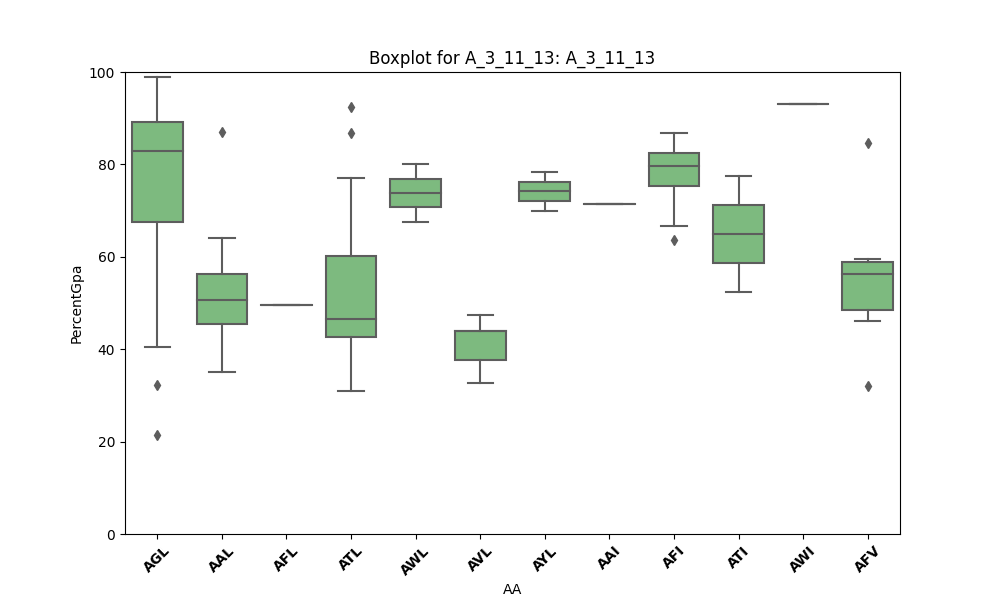 Boxplot for A_3_11_13: A_3_11_13
PercentGpa
100
80
60
40
20
0
AGL AAL AFL ATL AWL AVL AYL AAI AFI ATI AWI AFV
AA